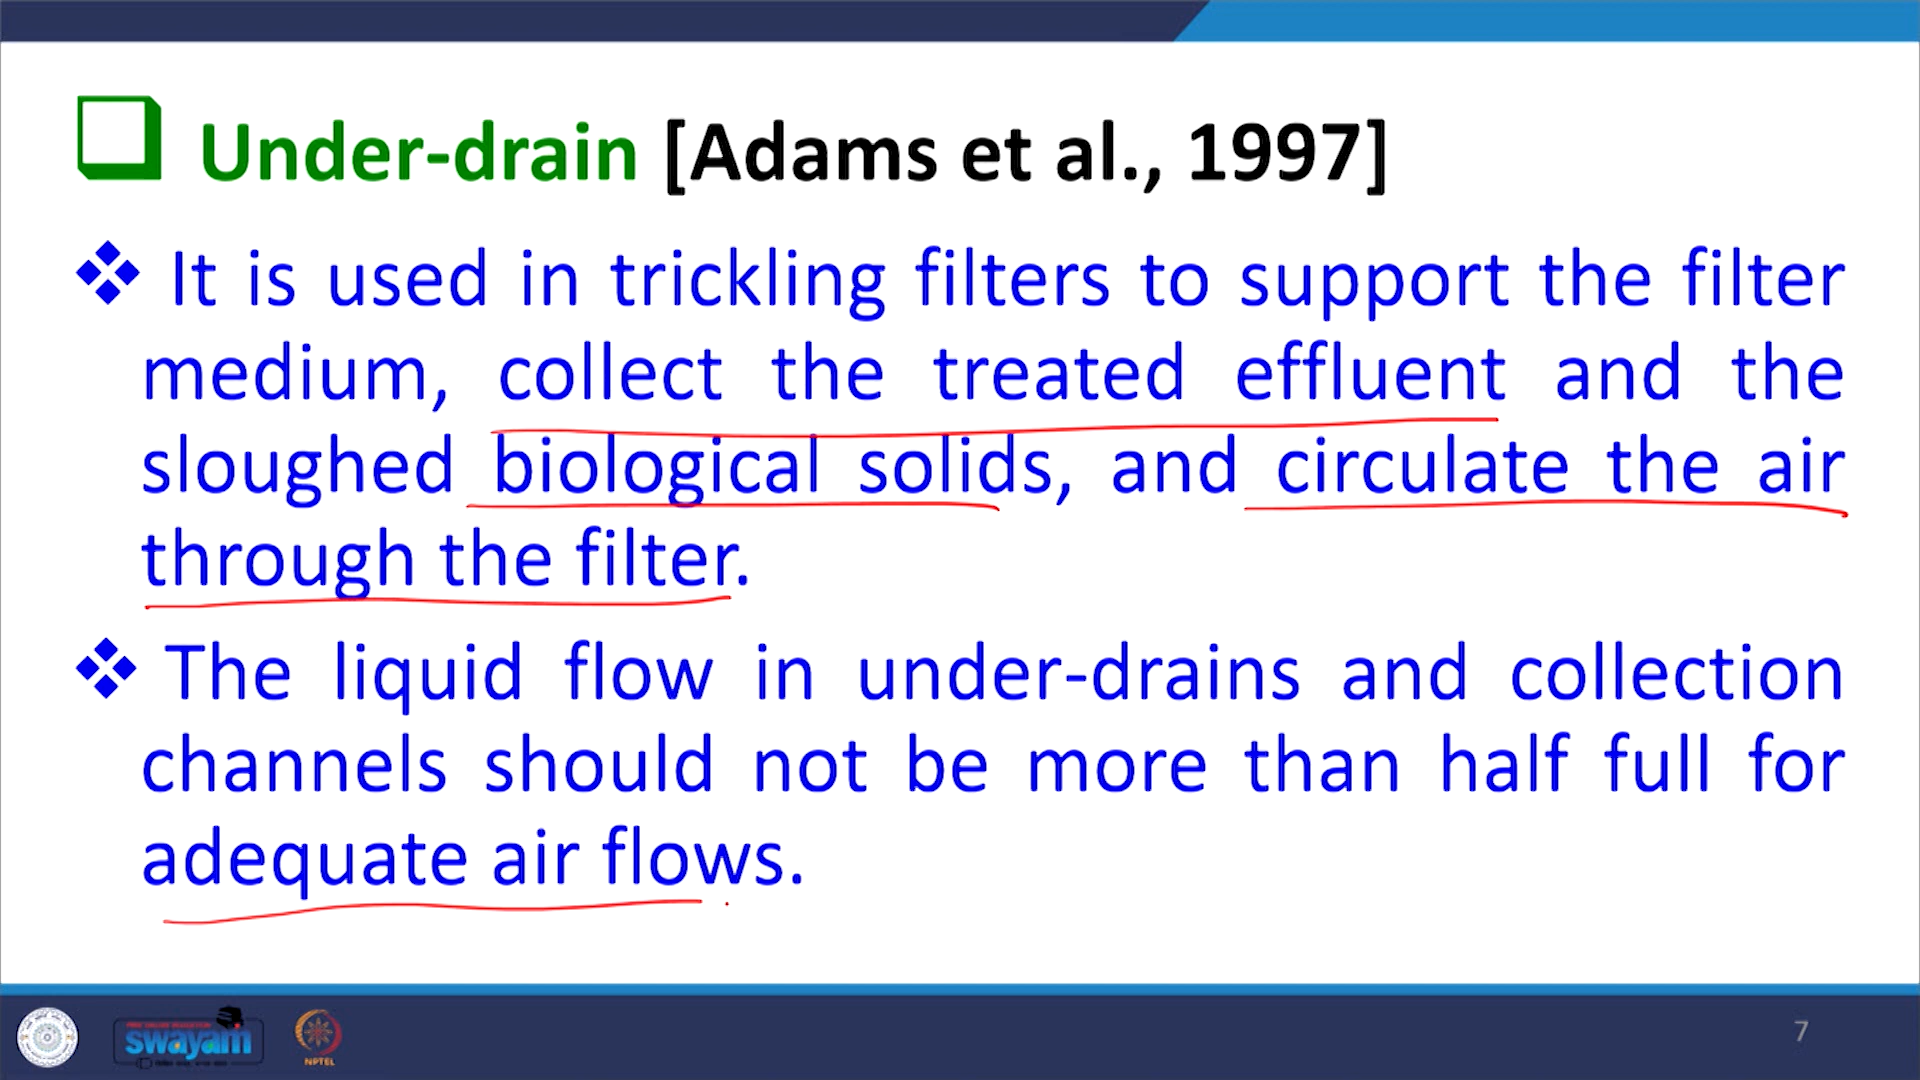 Under-drain [Adams et al., 1997]
It is used in trickling filters to support the filter
medium, collect the treated effluent and the
sloughed biological solids, and circulate the air
through the filter.
The liquid flow in under-drains and collection
channels should not be more than half full for
adequate air flows.
swayam
NPTEL
7